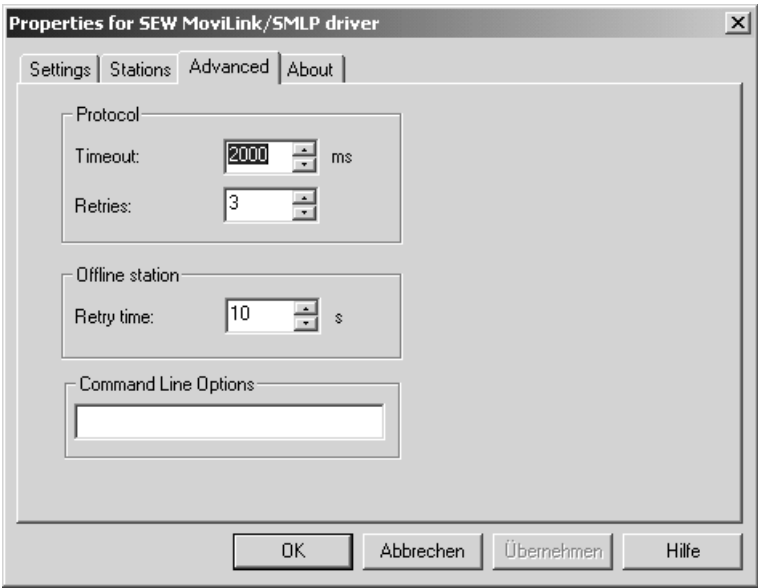 Properties for SEW MoviLink/SMLP driver
Settings Stations Advanced About
Protocol
Timeout: 2000 ms
Retries: 3
Offline station
Retry time: 10 s
Command Line Options
OK Abbrechen Übernehmen Hilfe